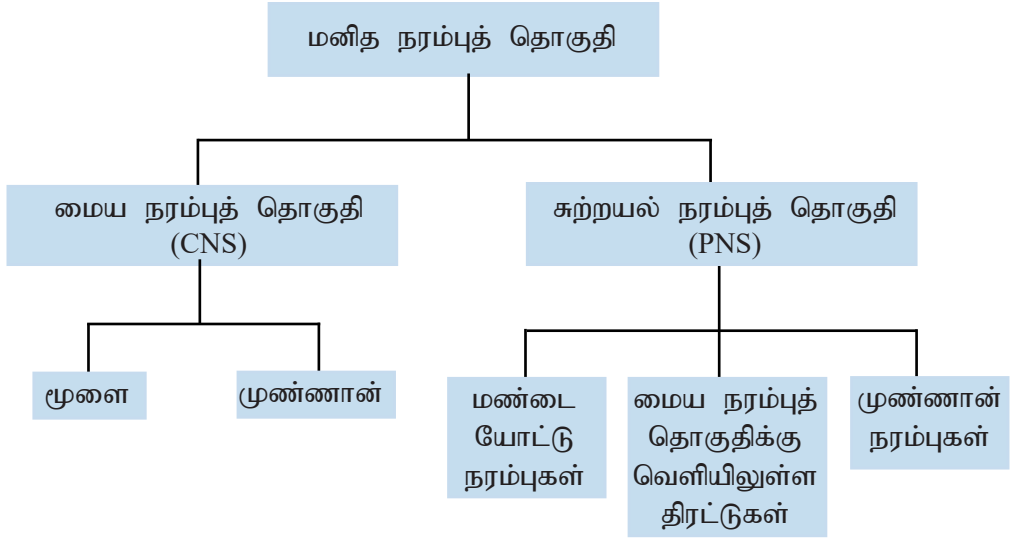 மனித நரம்புத் தொகுதி
மைய நரம்புத் தொகுதி
(CNS)
சுற்றயல் நரம்புத் தொகுதி
(PNS)
மூளை
முண்ணான்
மண்டை
யோட்டு
நரம்புகள்
மைய நரம்புத்
தொகுதிக்கு
வெளியிலுள்ள
திரட்டுகள்
முண்ணான்
நரம்புகள்